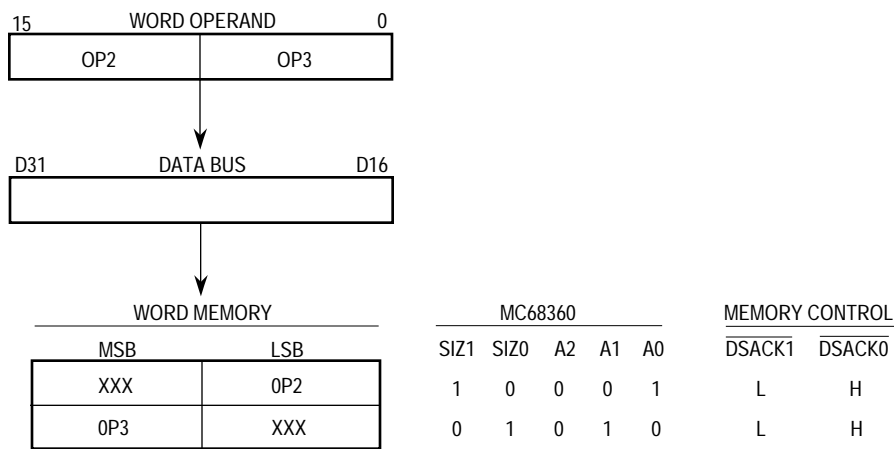 15 WORD OPERAND 0
OP2 OP3
D31 DATA BUS D16
WORD MEMORY MC68360 MEMORY CONTROL
MSB LSB SIZ1 SIZ0 A2 A1 A0 DSACK1 DSACK0
XXX 0P2 1 0 0 0 1 L H
0P3 XXX 0 1 0 1 0 L H